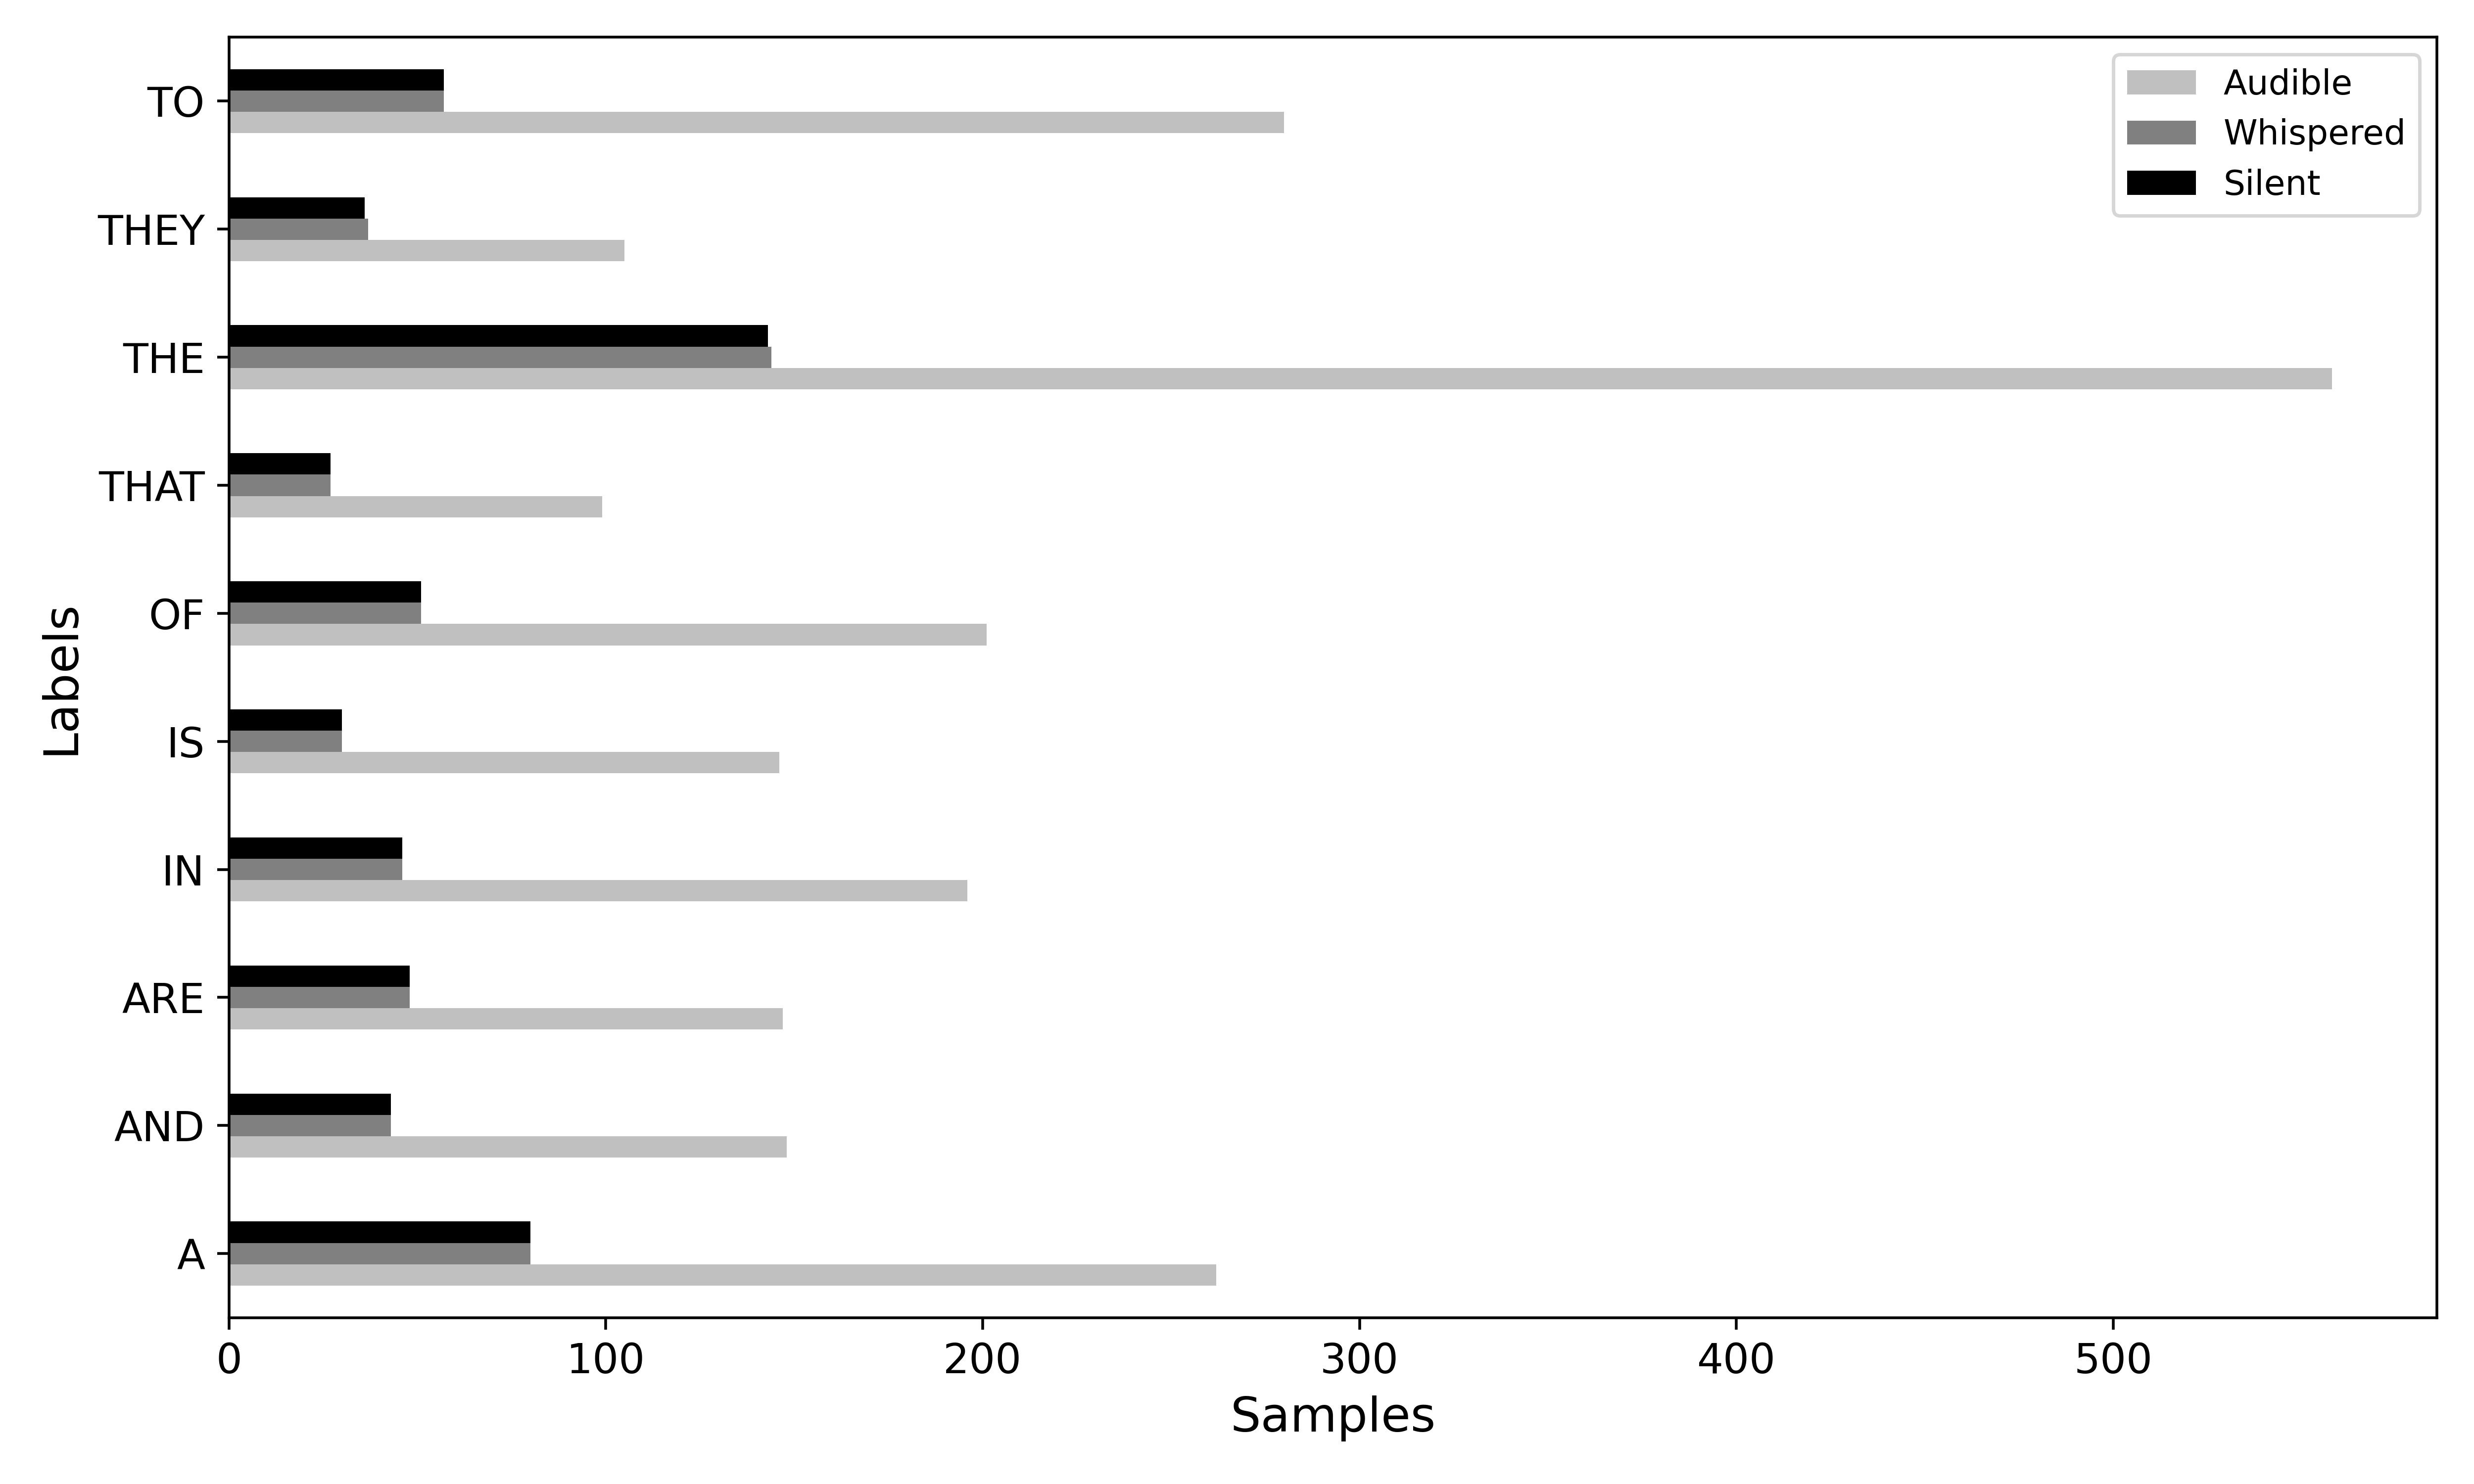 Audible
Whispered
Silent
TO
THEY
THE
THAT
OF
IS
IN
ARE
AND
A
Labels
0 100 200 300 400 500
Samples